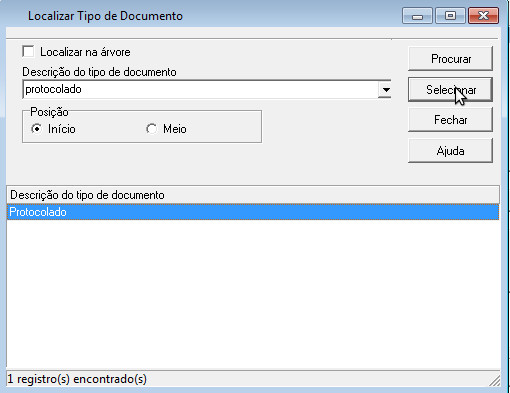 Localizar Tipo de Documento
Localizar na árvore
Procurar
Descrição do tipo de documento
protocolado
Selecionar
Posição
Início
Meio
Fechar
Ajuda
Descrição do tipo de documento
Protocolado
1 registro(s) encontrado(s)